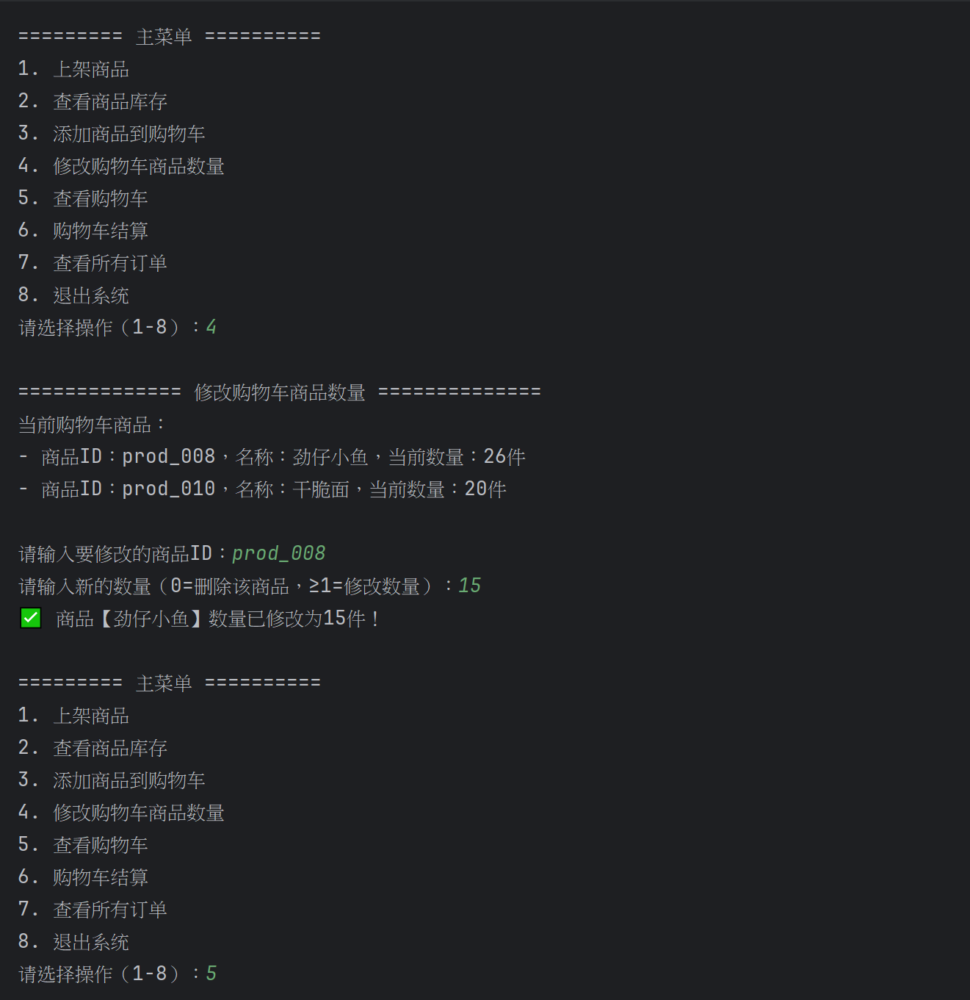 ========= 主菜单 ==========
1. 上架商品
2. 查看商品库存
3. 添加商品到购物车
4. 修改购物车商品数量
5. 查看购物车
6. 购物车结算
7. 查看所有订单
8. 退出系统
请选择操作（1-8）：4
============== 修改购物车商品数量 ==============
当前购物车商品：
- 商品ID：prod_008，名称：劲仔小鱼，当前数量：26件
- 商品ID：prod_010，名称：干脆面，当前数量：20件
请输入要修改的商品ID：prod_008
请输入新的数量（0=删除该商品，≥1=修改数量）：15
✅ 商品【劲仔小鱼】数量已修改为15件！
========= 主菜单 ==========
1. 上架商品
2. 查看商品库存
3. 添加商品到购物车
4. 修改购物车商品数量
5. 查看购物车
6. 购物车结算
7. 查看所有订单
8. 退出系统
请选择操作（1-8）：5